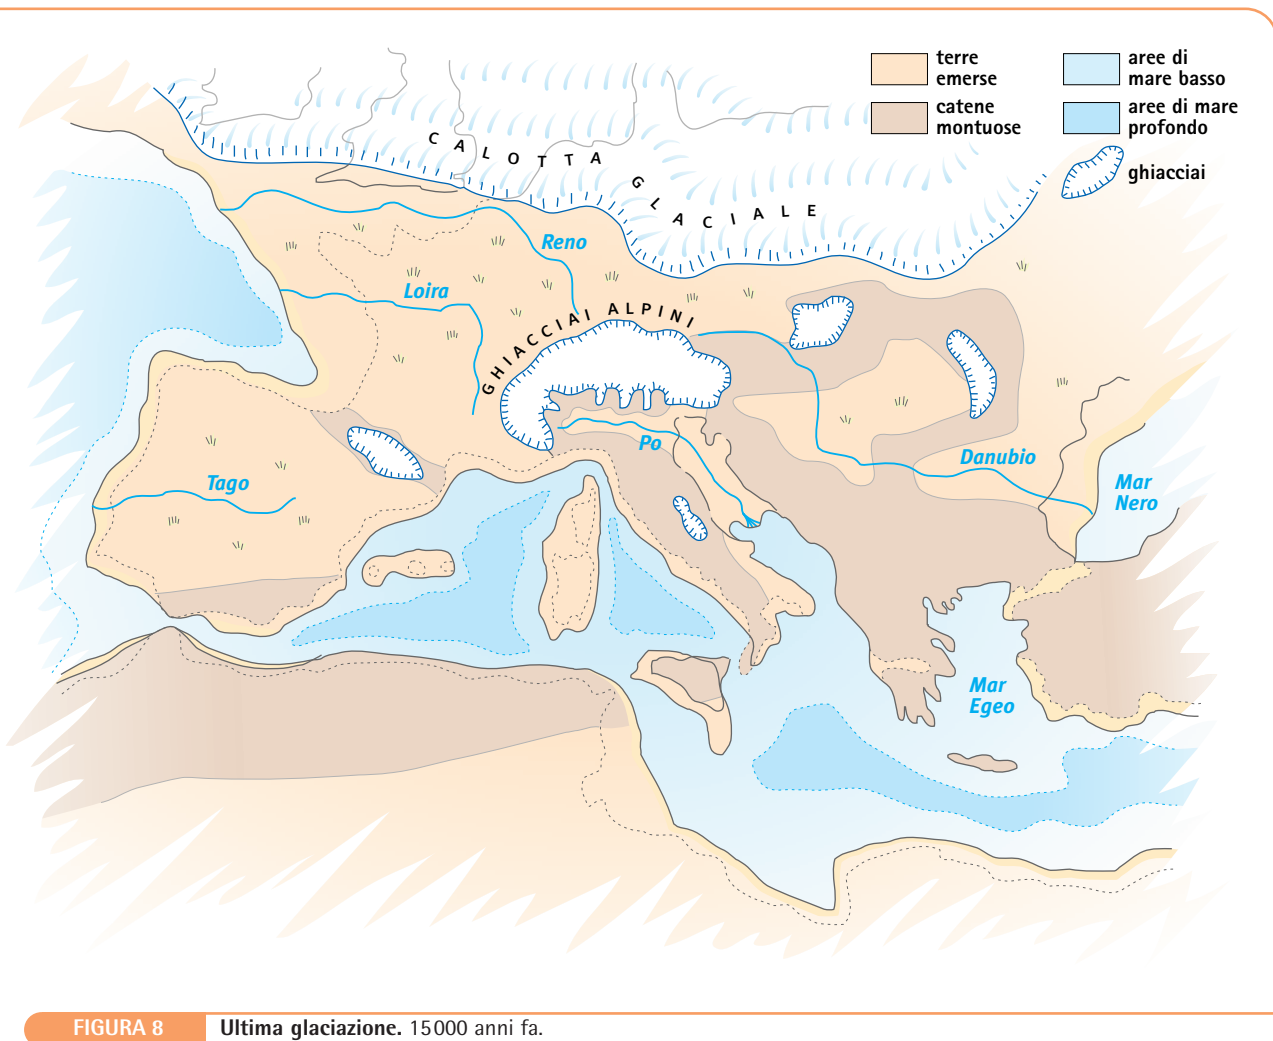 terre
emerse
catene
montuose
aree di
mare basso
aree di mare
profondo
ghiacciai
CALOTTA GLACIALE
Reno
Loira
GHIACCIAI ALPINI
Po
Danubio
Mar
Nero
Tago
Mar
Egeo
FIGURA 8 Ultima glaciazione. 15000 anni fa.